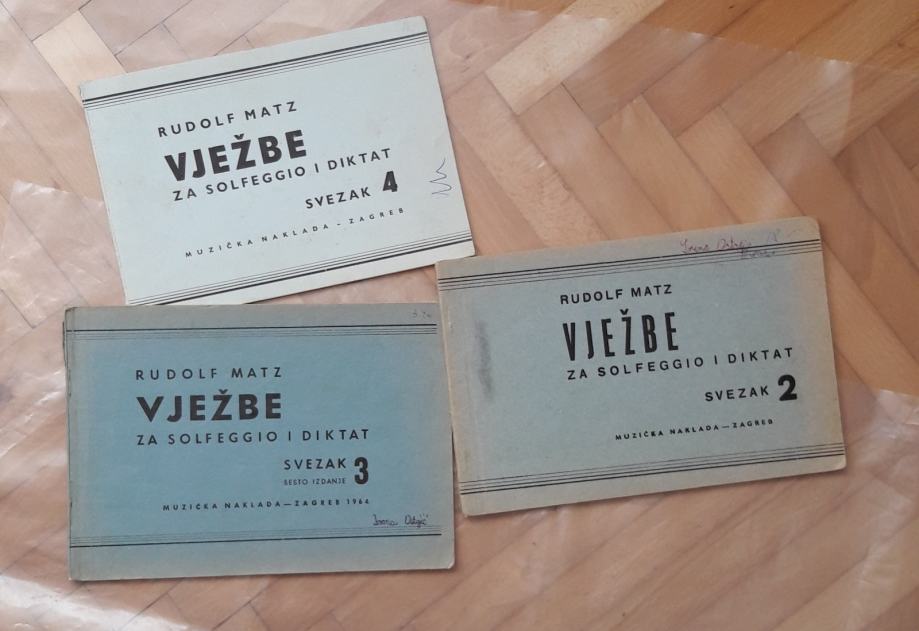 RUDOLF MATZ
VJEŽBE
ZA SOLFEGGIO I DIKTAT
SVEZAK 4
MUZIČKA NAKLADA - ZAGREB
RUDOLF MATZ
VJEŽBE
ZA SOLFEGGIO I DIKTAT
SVEZAK 2
MUZIČKA NAKLADA — ZAGREB
RUDOLF MATZ
VJEŽBE
ZA SOLFEGGIO I DIKTAT
SVEZAK 3
ŠESTO IZDANJE
MUZIČKA NAKLADA — ZAGREB 1964